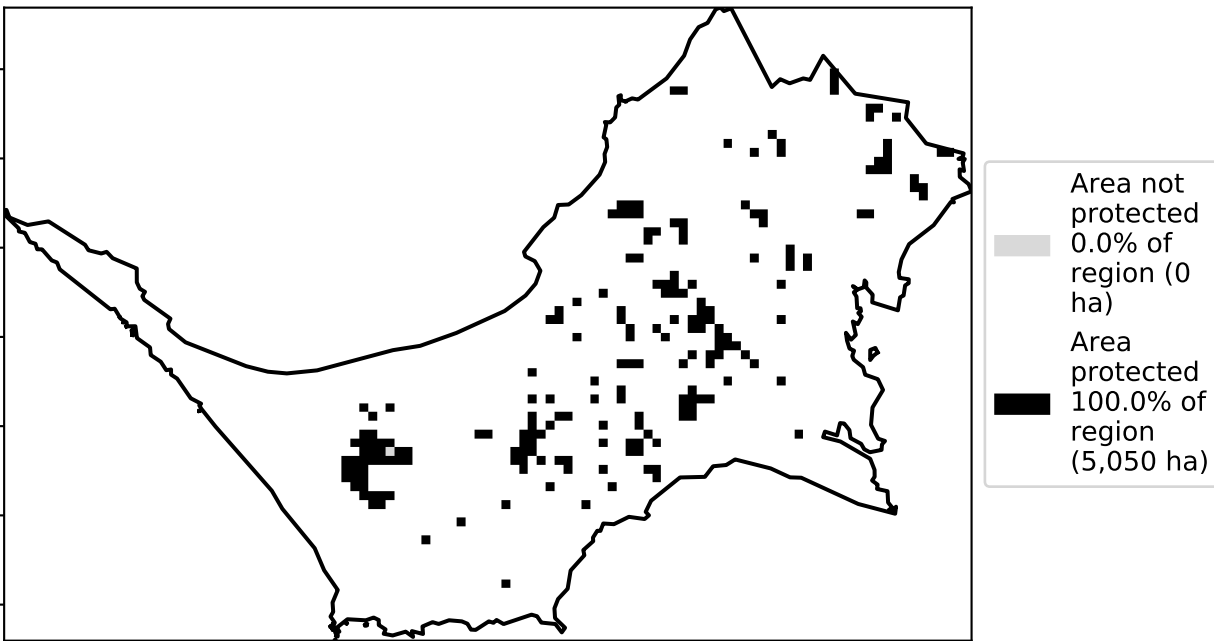 Area not
protected
0.0% of
region (0
ha)
Area
protected
100.0% of
region
(5,050 ha)